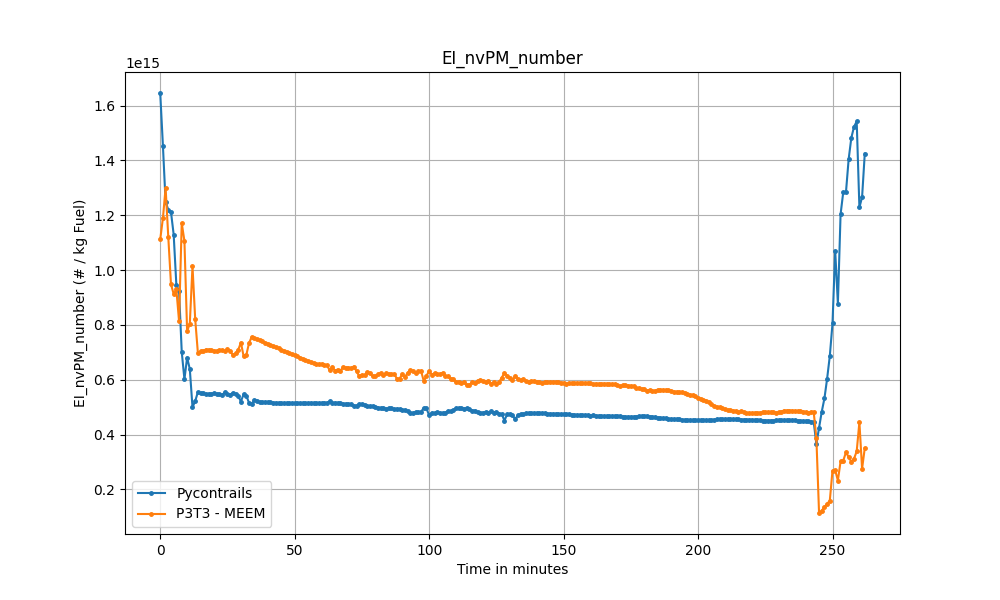 EI_nvPM_number
1e15
1.6
1.4
1.2
1.0
0.8
0.6
0.4
0.2
EI_nvPM_number (# / kg Fuel)
Pycontrails
P3T3 - MEEM
0 50 100 150 200 250
Time in minutes